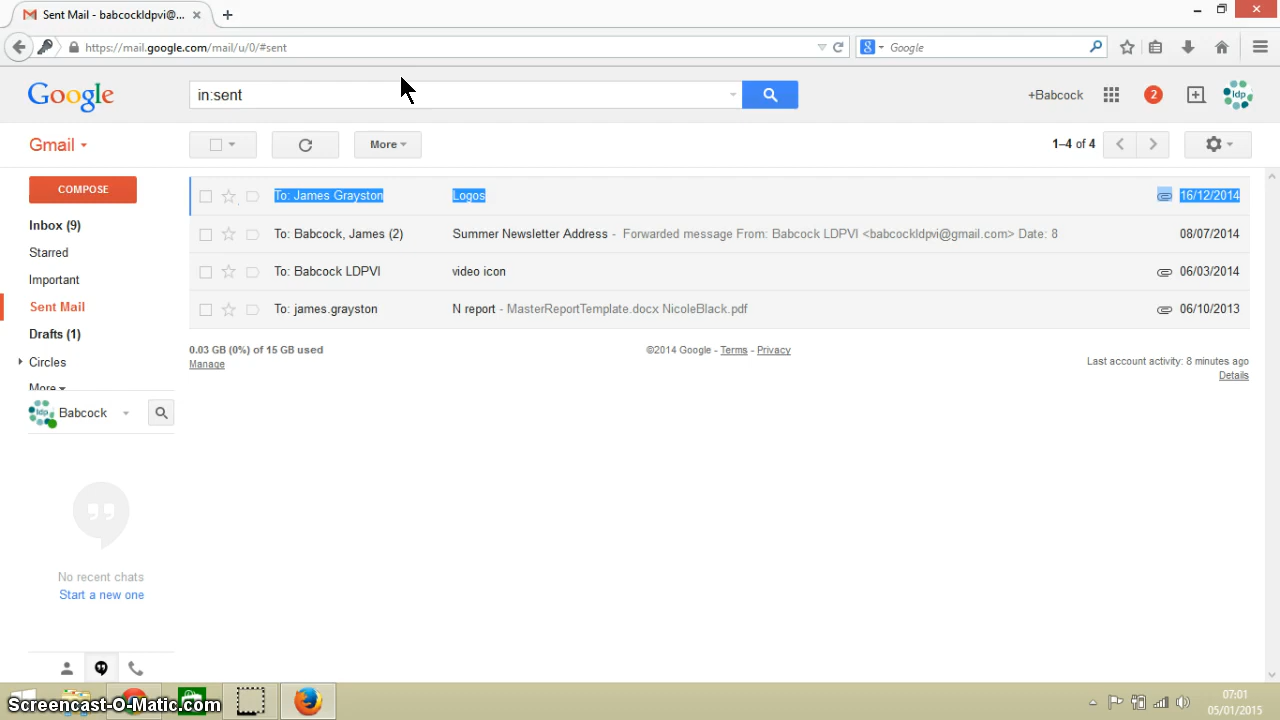 Sent Mail - babcockldpvi@...
https://mail.google.com/mail/u/0/#sent
Google
Google
in:sent
+Babcock
2
ldp
Gmail
More
1–4 of 4
COMPOSE
Inbox (9)
Starred
Important
Sent Mail
Drafts (1)
Circles
More
To: James Grayston Logos 16/12/2014
To: Babcock, James (2) Summer Newsletter Address - Forwarded message From: Babcock LDPVI <babcockldpvi@gmail.com> Date: 8 08/07/2014
To: Babcock LDPVI video icon 06/03/2014
To: james.grayston N report - MasterReportTemplate.docx NicoleBlack.pdf 06/10/2013
0.03 GB (0%) of 15 GB used
Manage
©2014 Google - Terms - Privacy
Last account activity: 8 minutes ago
Details
ldp
Babcock
No recent chats
Start a new one
Screencast-O-Matic.com
07:01
05/01/2015